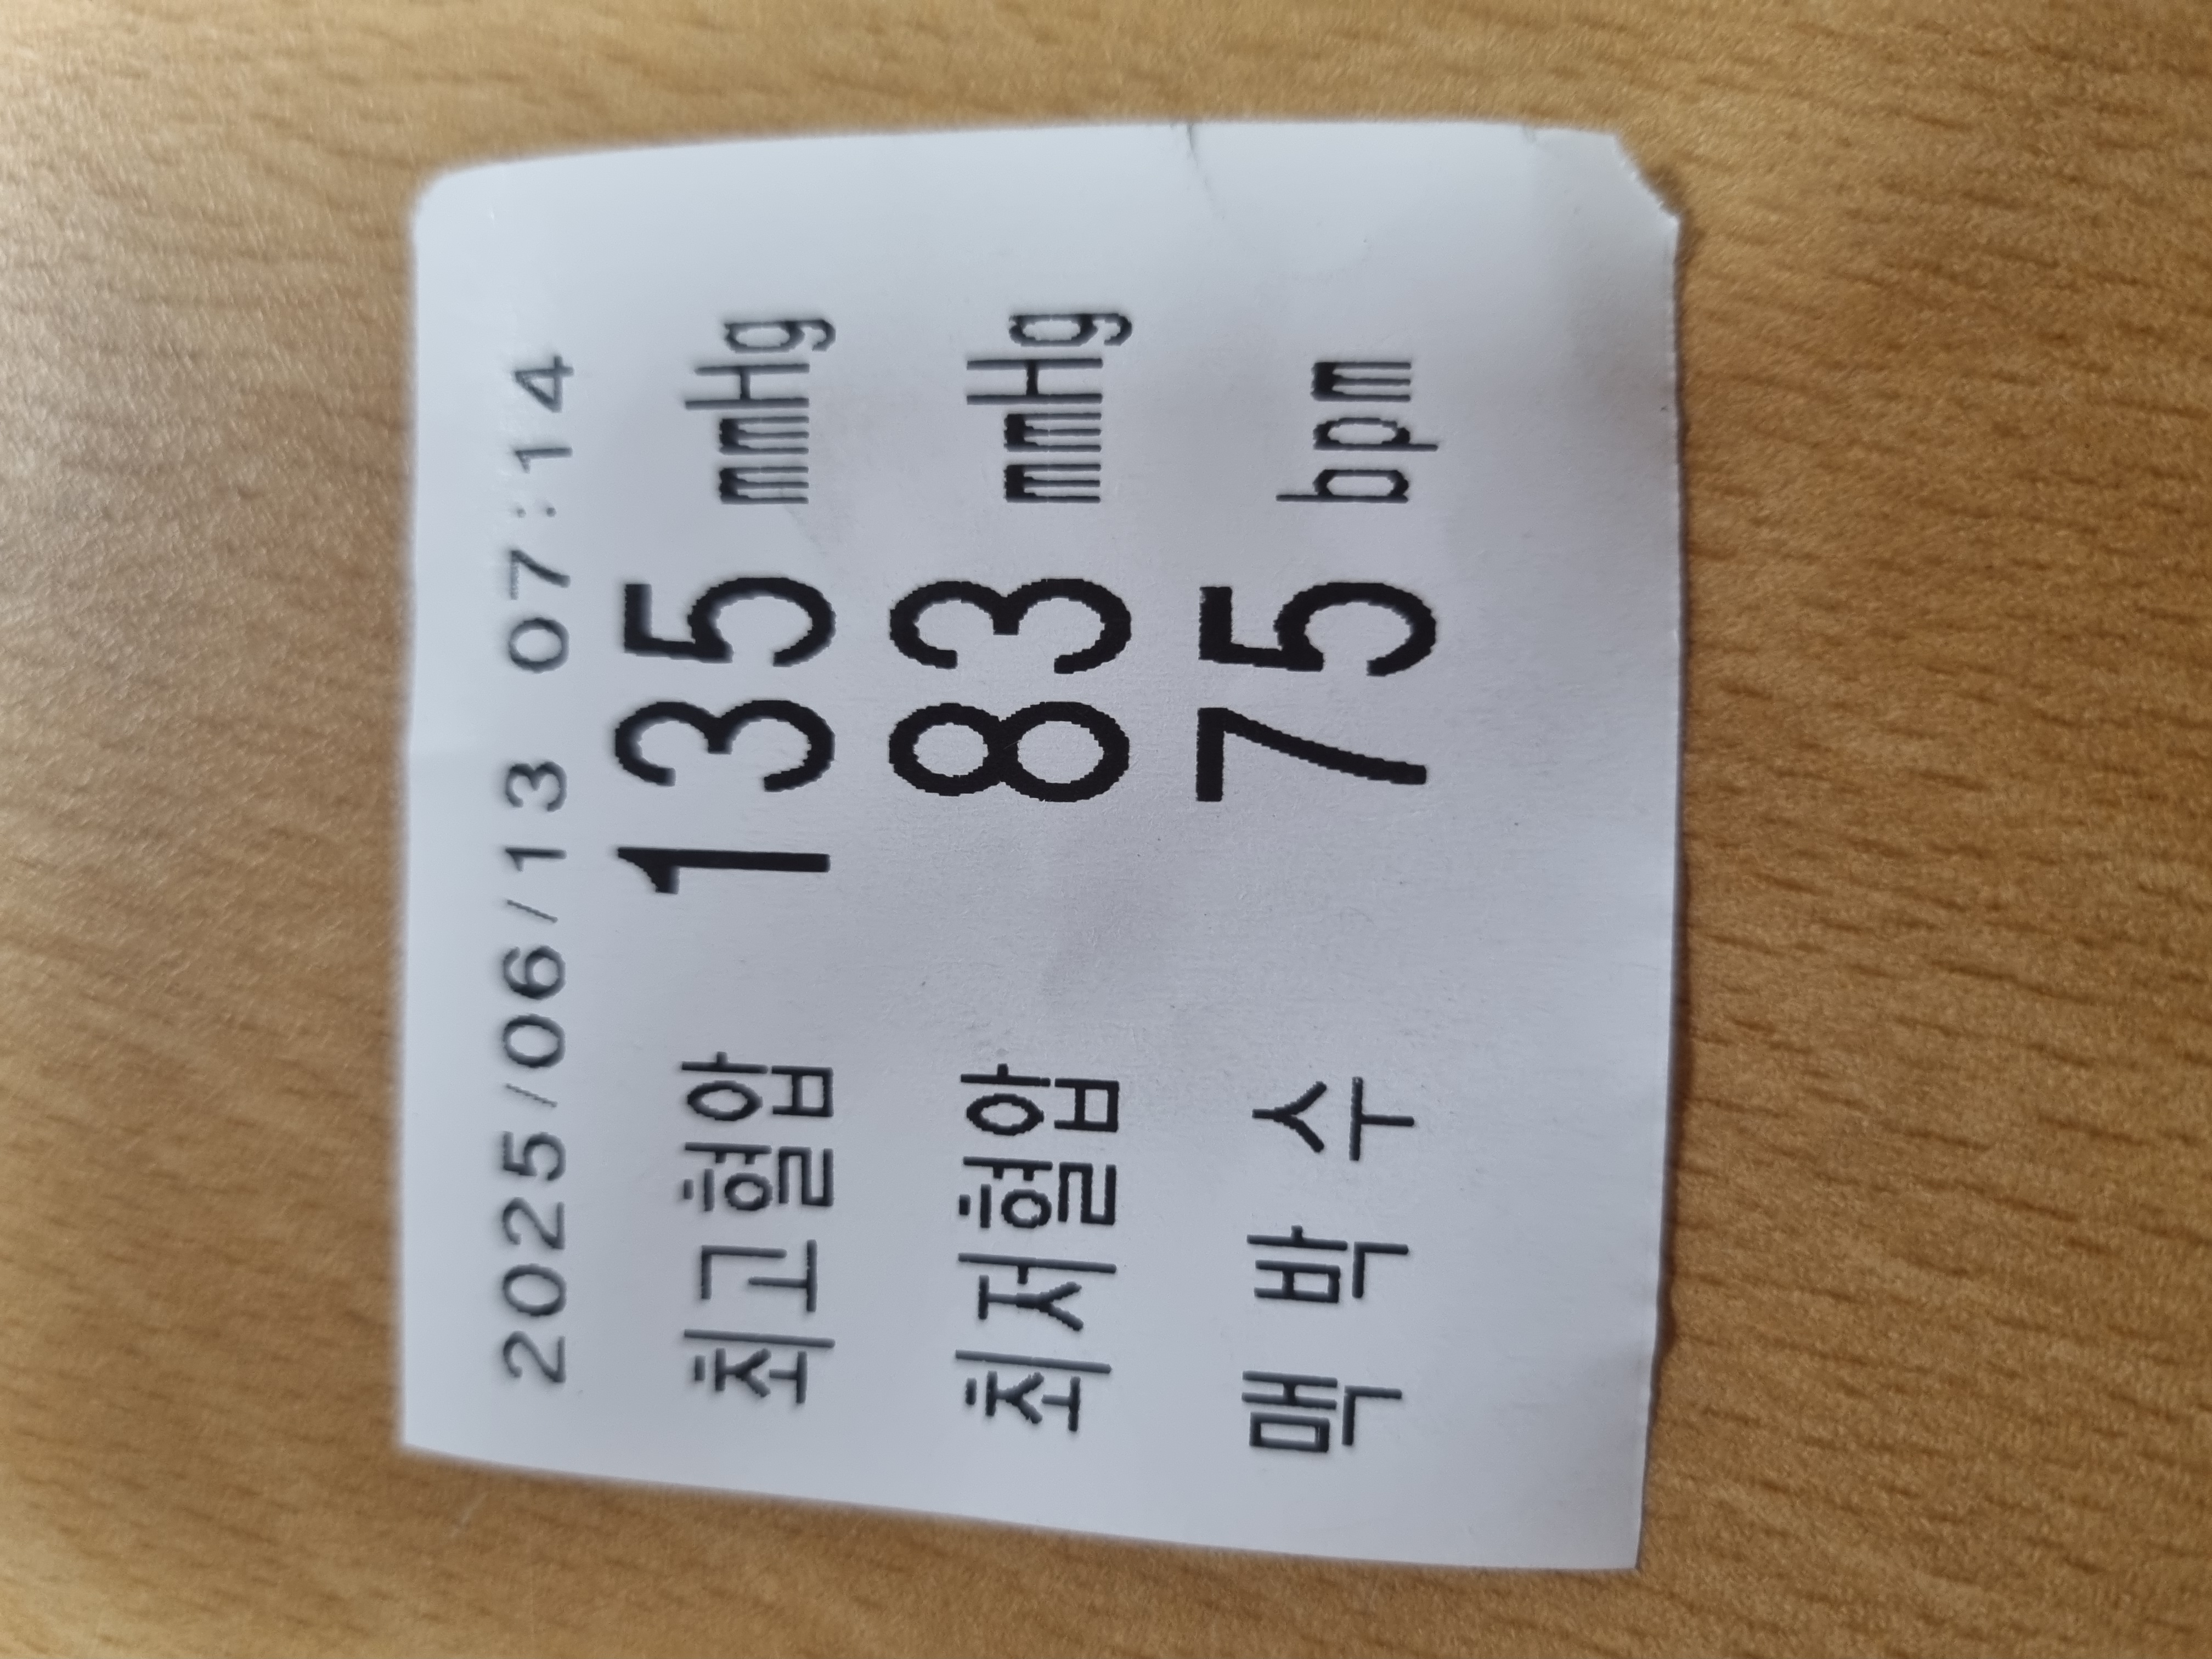 2025/06/13 07:14
최고혈압 135 mmHg
최저혈압 83 mmHg
맥 박 수 75 bpm